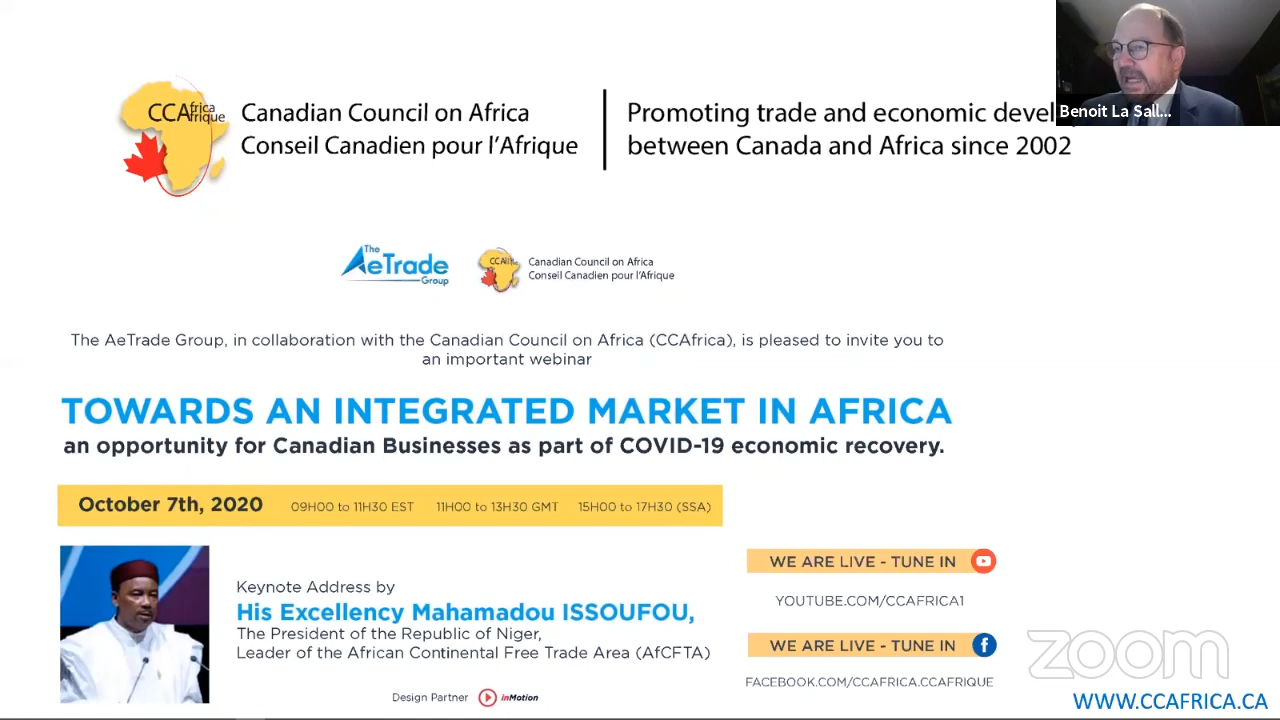 CCAfrica
Afrique
Canadian Council on Africa
Conseil Canadien pour l'Afrique
Promoting trade and economic devel
between Canada and Africa since 2002
Benoit La Sall...
The
AeTrade
Group
Canadian Council on Africa
Conseil Canadien pour l'Afrique
The AeTrade Group, in collaboration with the Canadian Council on Africa (CCAfrica), is pleased to invite you to
an important webinar
TOWARDS AN INTEGRATED MARKET IN AFRICA
an opportunity for Canadian Businesses as part of COVID-19 economic recovery.
October 7th, 2020 09H00 to 11H30 EST 11H00 to 13H30 GMT 15H00 to 17H30 (SSA)
Keynote Address by
His Excellency Mahamadou ISSOUFOU,
The President of the Republic of Niger,
Leader of the African Continental Free Trade Area (AfCFTA)
Design Partner inMotion
WE ARE LIVE - TUNE IN
YOUTUBE.COM/CCAFRICA1
WE ARE LIVE - TUNE IN
FACEBOOK.COM/CCAFRICA.CCAFRIQUE
zoom
WWW.CCAFRICA.CA